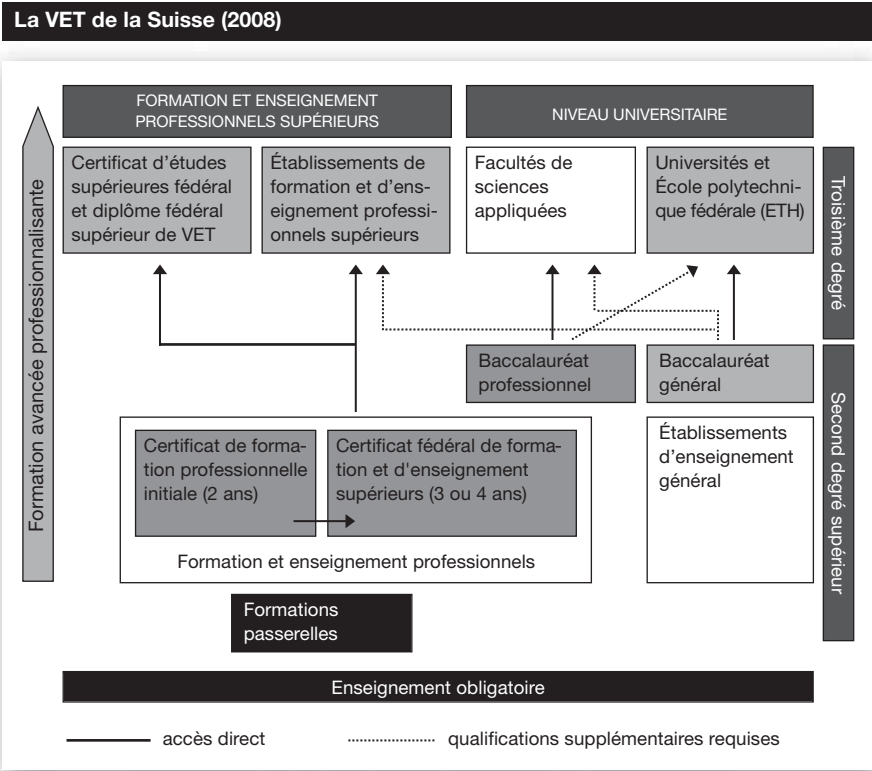 La VET de la Suisse (2008)
FORMATION ET ENSEIGNEMENT
PROFESSIONNELS SUPÉRIEURS
NIVEAU UNIVERSITAIRE
Certificat d'études
supérieures fédéral
et diplôme fédéral
supérieur de VET
Établissements de
formation et d'ens-
eignement professi-
onnels supérieurs
Facultés de
sciences
appliquées
Universités et
École polytechni-
que fédérale (ETH)
Troisième degré
Formation avancée professionnalisante
Baccalauréat
professionnel
Baccalauréat
général
Second degré supérieur
Certificat de forma-
tion professionnelle
initiale (2 ans)
Certificat fédéral de forma-
tion et d'enseignement
supérieurs (3 ou 4 ans)
Formation et enseignement professionnels
Établissements
d'enseignement
général
Formations
passerelles
Enseignement obligatoire
accès direct
qualifications supplémentaires requises